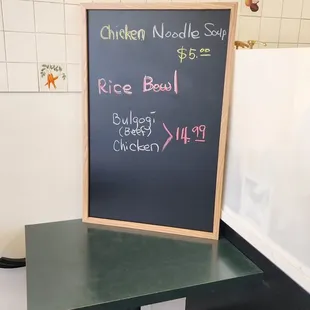 Chicken Noodle Soup
$5.00
Rice Bowl
Bulgogi
(Beef)
Chicken > 14.99